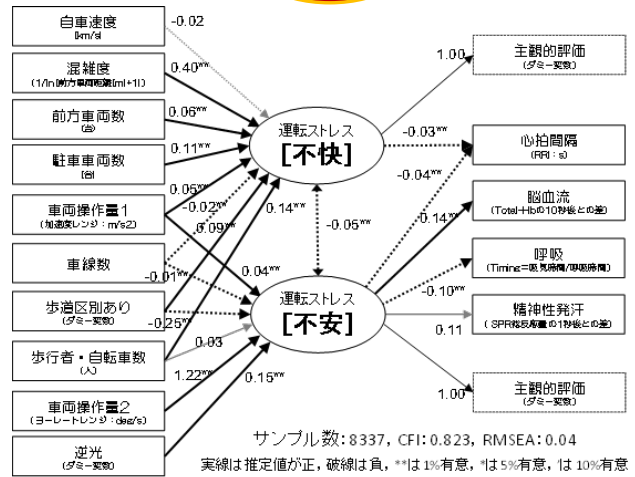 自車速度
[km/s]
-0.02
混雑度
(1/ln[前方車両距離[m]+1])
0.40**
前方車両数
(台)
0.06**
駐車車両数
[台]
0.11**
車両操作量1
(加速度レンジ:m/s2)
0.05**
-0.02**
0.09**
0.14**
0.04**
車線数
-0.01**
歩道区別あり
(ダミー変数)
-0.25**
歩行者・自転車数
(人)
0.03
車両操作量2
(ヨーレートレンジ:deg/s)
1.22**
0.15**
逆光
(ダミー変数)
運転ストレス
[不快]
-0.05**
運転ストレス
[不安]
1.00
主観的評価
(ダミー変数)
-0.03**
心拍間隔
(RRI:s)
-0.04**
脳血流
(Total-Hbの10秒後との差)
0.14**
呼吸
(Timing=吸気時間/呼吸時間)
-0.10**
精神性発汗
(SPR総反応量の1秒後との差)
0.11
1.00
主観的評価
(ダミー変数)
サンプル数:8337, CFI:0.823, RMSEA:0.04
実線は推定値が正,破線は負,**は1%有意,*は5%有意,'は10%有意